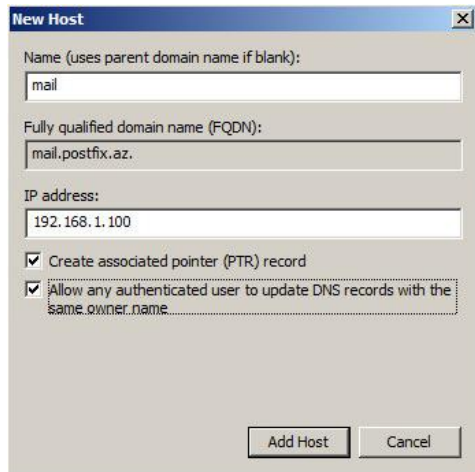 New Host
Name (uses parent domain name if blank):
mail
Fully qualified domain name (FQDN):
mail.postfix.az.
IP address:
192.168.1.100
Create associated pointer (PTR) record
Allow any authenticated user to update DNS records with the
same owner name
Add Host
Cancel